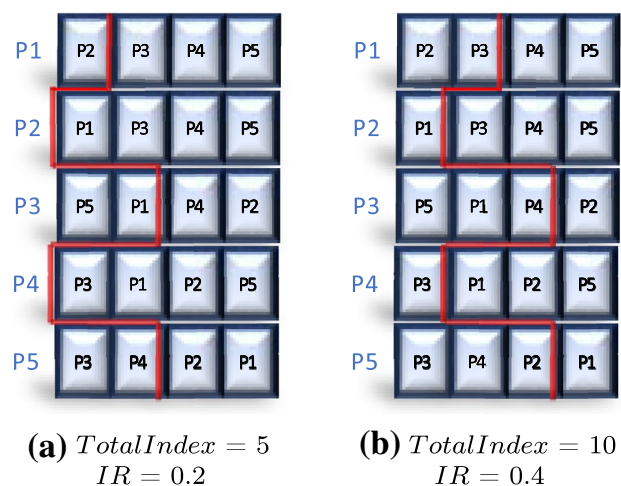 P1 P2 P3 P4 P5
P2 P1 P3 P4 P5
P3 P5 P1 P4 P2
P4 P3 P1 P2 P5
P5 P3 P4 P2 P1
(a) TotalIndex = 5
IR = 0.2
P1 P2 P3 P4 P5
P2 P1 P3 P4 P5
P3 P5 P1 P4 P2
P4 P3 P1 P2 P5
P5 P3 P4 P2 P1
(b) TotalIndex = 10
IR = 0.4